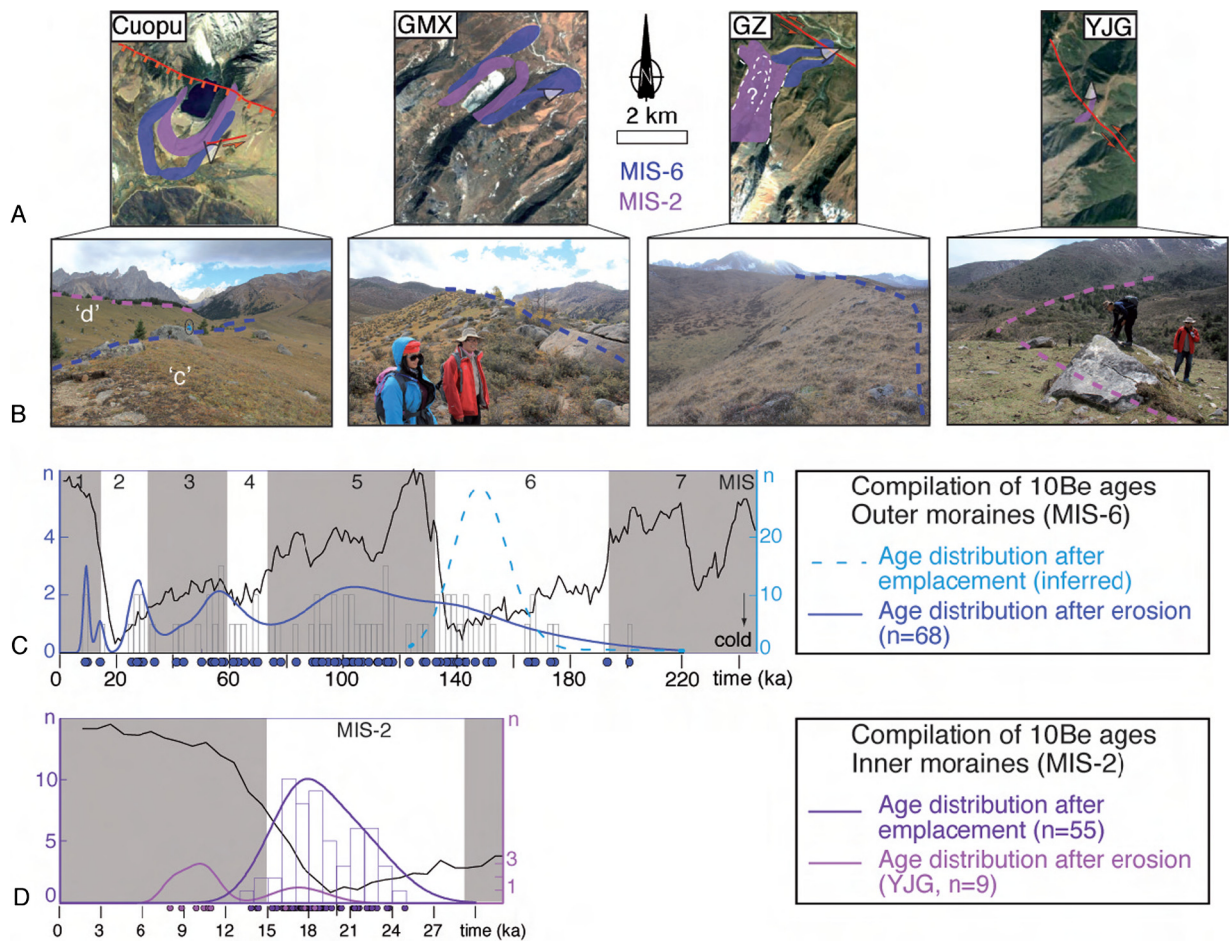 Cuopu
GMX
GZ
YJG
N
2 km
MIS-6
MIS-2
?
A
'd'
'c'
B
n
1 2 3 4 5 6 7 MIS
n
4
2
0
20
10
0
cold
C
0 20 60 100 140 180 220 time (ka)
Compilation of 10Be ages
Outer moraines (MIS-6)
Age distribution after
emplacement (inferred)
Age distribution after erosion
(n=68)
n
MIS-2
n
10
5
0
3
1
D
0 3 6 9 12 15 18 20 24 27 time (ka)
Compilation of 10Be ages
Inner moraines (MIS-2)
Age distribution after
emplacement (n=55)
Age distribution after erosion
(YJG, n=9)